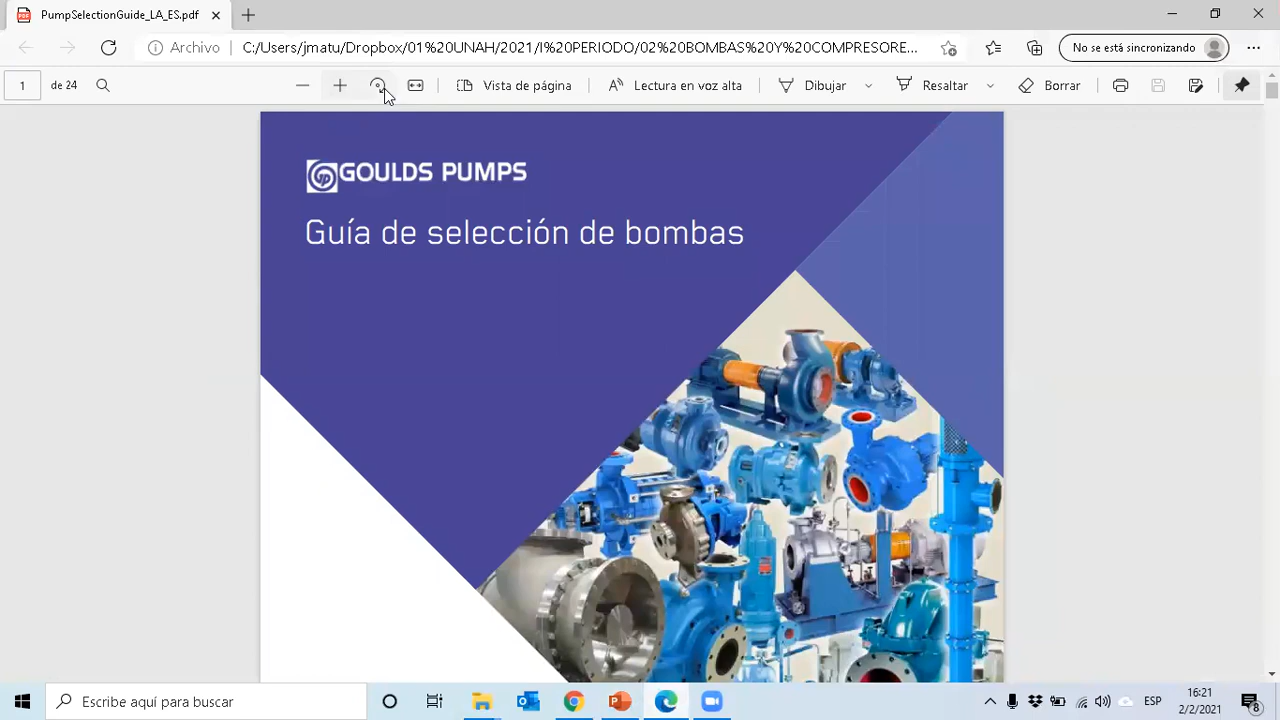 PumpSelectionGuide_LA_ES.pdf
Archivo C:/Users/jmatu/Dropbox/01%20UNAH/2021/I%20PERIODO/02%20BOMBAS%20Y%20COMPRESORE...
No se está sincronizando
1 de 24
Vista de página
Lectura en voz alta
Dibujar
Resaltar
Borrar
GOULDS PUMPS
Guía de selección de bombas
Escribe aquí para buscar
ESP
16:21
2/2/2021
8